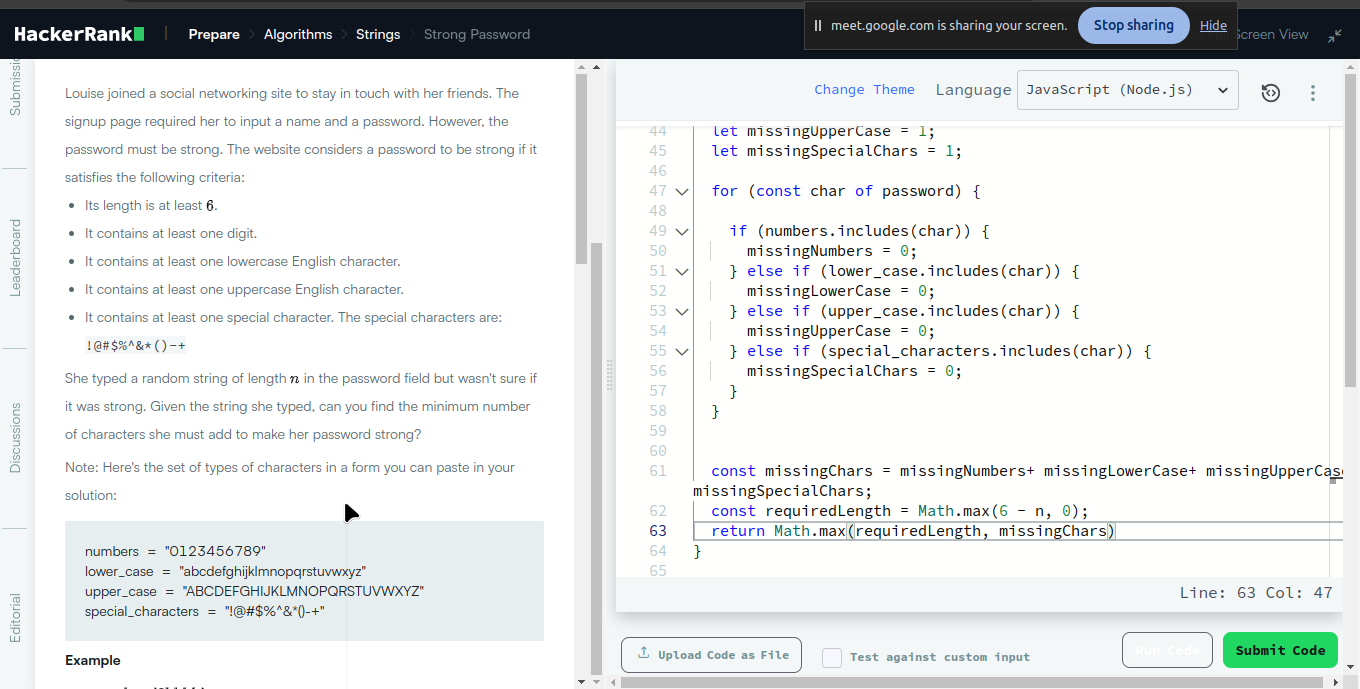 meet.google.com is sharing your screen. Stop sharing Hide
HackerRank Prepare Algorithms Strings Strong Password Screen View
Leaderboard
Discussions
Editorial
Louise joined a social networking site to stay in touch with her friends. The
signup page required her to input a name and a password. However, the
password must be strong. The website considers a password to be strong if it
satisfies the following criteria:
• Its length is at least 6.
• It contains at least one digit.
• It contains at least one lowercase English character.
• It contains at least one uppercase English character.
• It contains at least one special character. The special characters are:
!@#$%^&*()-+
She typed a random string of length n in the password field but wasn't sure if
it was strong. Given the string she typed, can you find the minimum number
of characters she must add to make her password strong?
Note: Here's the set of types of characters in a form you can paste in your
solution:
numbers = "0123456789"
lower_case = "abcdefghijklmnopqrstuvwxyz"
upper_case = "ABCDEFGHIJKLMNOPQRSTUVWXYZ"
special_characters = "!@#$%^&*()-+"
Example
Change Theme Language JavaScript (Node.js)
44 let missingUpperCase = 1;
45 let missingSpecialChars = 1;
46
47 for (const char of password) {
48
49 if (numbers.includes(char)) {
50 missingNumbers = 0;
51 } else if (lower_case.includes(char)) {
52 missingLowerCase = 0;
53 } else if (upper_case.includes(char)) {
54 missingUpperCase = 0;
55 } else if (special_characters.includes(char)) {
56 missingSpecialChars = 0;
57 }
58 }
59
60
61 const missingChars = missingNumbers+ missingLowerCase+ missingUpperCase
missingSpecialChars;
62 const requiredLength = Math.max(6 - n, 0);
63 return Math.max(requiredLength, missingChars)
64 }
65
Line: 63 Col: 47
Upload Code as File Test against custom input Run Code Submit Code